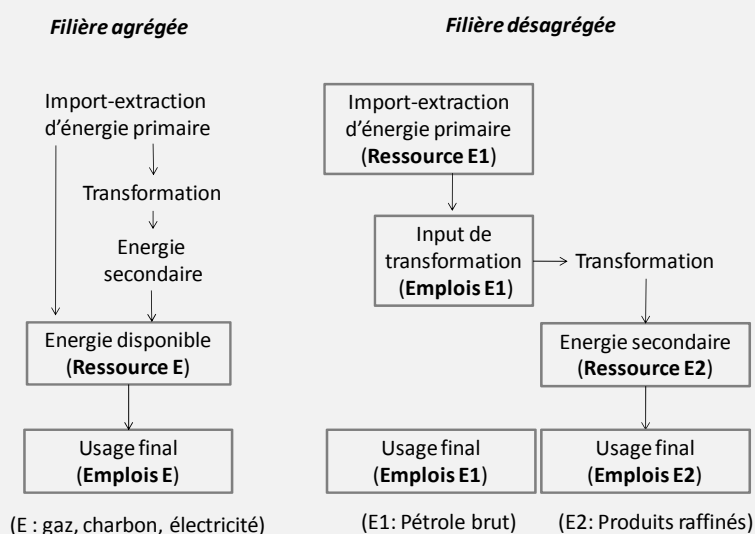 Filière agrégée
Import-extraction
d'énergie primaire
Transformation
Energie
secondaire
Energie disponible
(Ressource E)
Usage final
(Emplois E)
(E : gaz, charbon, électricité)
Filière désagrégée
Import-extraction
d'énergie primaire
(Ressource E1)
Input de
transformation
(Emplois E1)
Transformation
Energie secondaire
(Ressource E2)
Usage final
(Emplois E1)
Usage final
(Emplois E2)
(E1: Pétrole brut)
(E2: Produits raffinés)